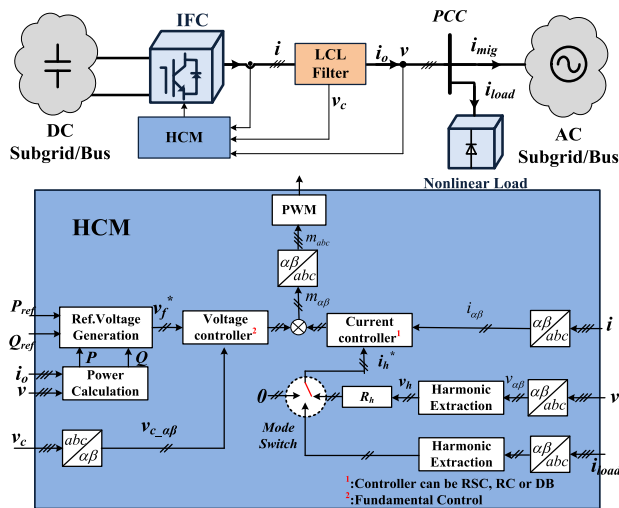 IFC
PCC
i
LCL
Filter
i_o
v
i_mig
i_load
v_c
HCM
DC
Subgrid/Bus
AC
Subgrid/Bus
Nonlinear Load
HCM
PWM
m_abc
αβ
abc
m_αβ
P_ref
Q_ref
Ref.Voltage
Generation
v_f*
Voltage
controller²
Current
controller¹
i_αβ
αβ
abc
i
P
Q
i_o
v
Power
Calculation
i_h*
0
R_h
v_h
Harmonic
Extraction
v_αβ
αβ
abc
v
Mode
Switch
v_c
abc
αβ
v_c_αβ
Harmonic
Extraction
αβ
abc
i_load
¹:Controller can be RSC, RC or DB
²:Fundamental Control